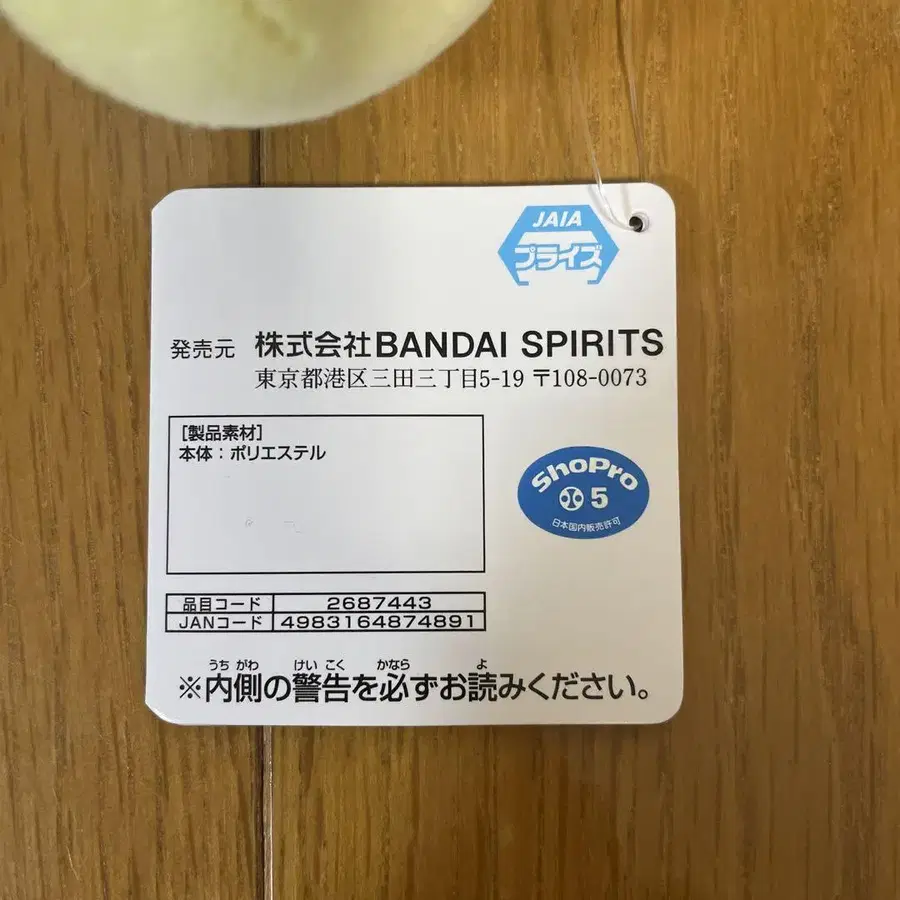 JAIA
プライズ
発売元 株式会社BANDAI SPIRITS
東京都港区三田三丁目5-19 〒108-0073
[製品素材]
本体：ポリエステル
ShoPro
5
日本国内販売許可
品目コード 2687443
JANコード 4983164874891
うち がわ けい こく かなら よ
※内側の警告を必ずお読みください。